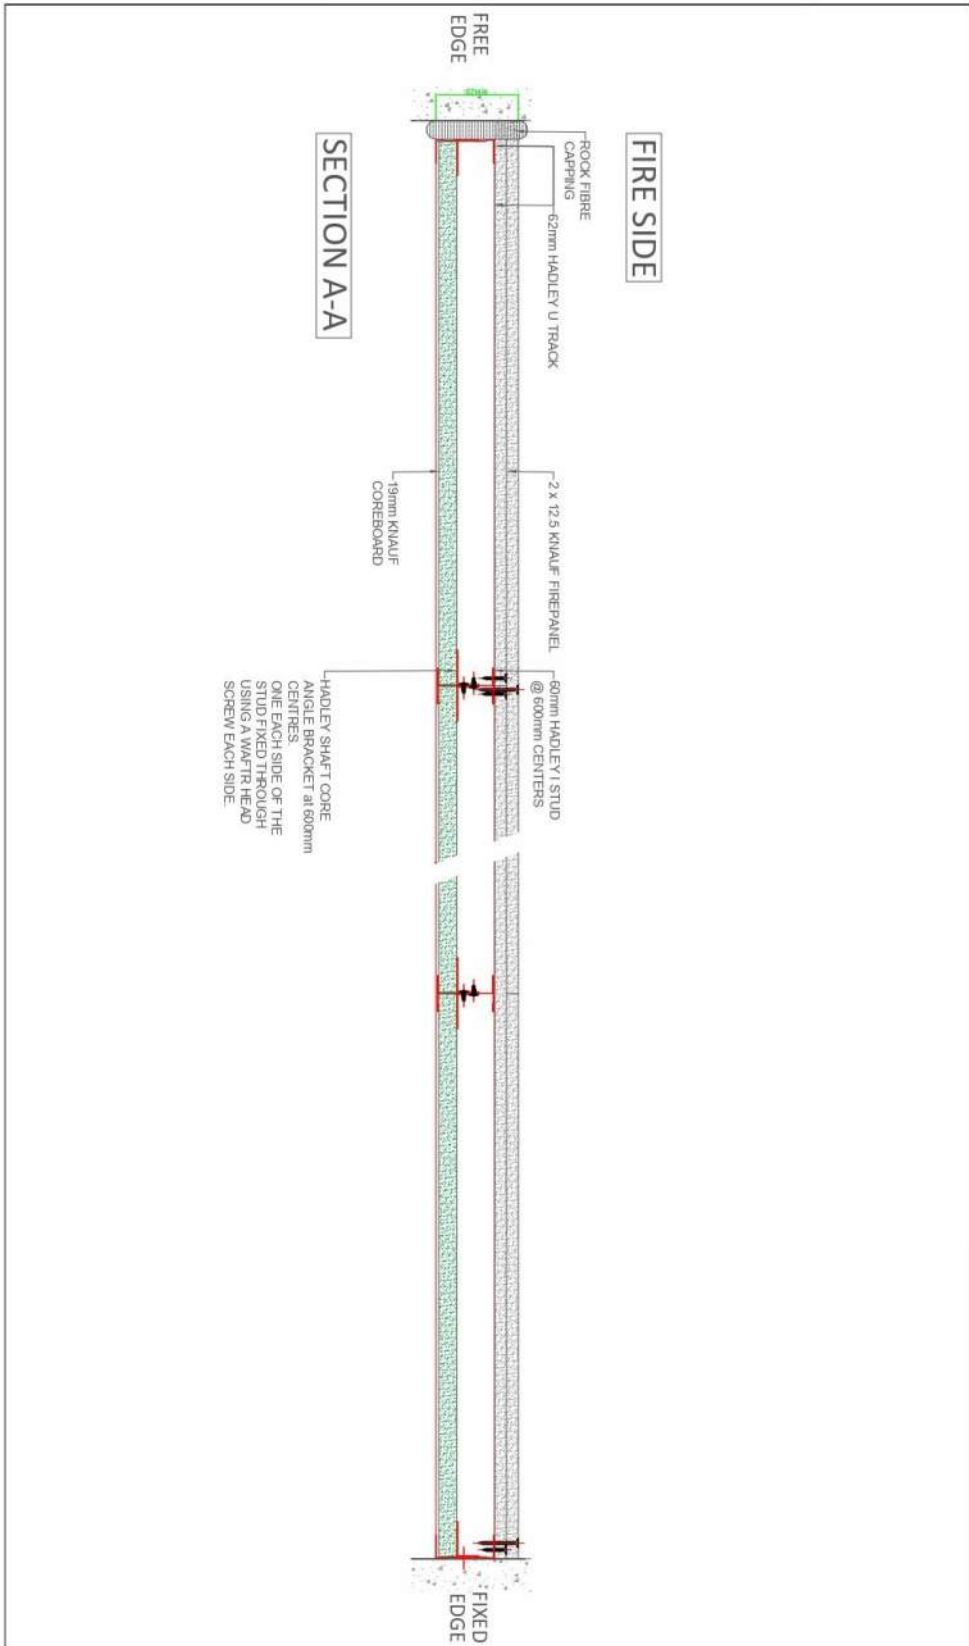 FREE
EDGE
FIRE SIDE
ROCK FIBRE
CAPPING
62mm HADLEY U TRACK
2 x 12.5 KNAUF FIREPANEL
60mm HADLEY I STUD
@ 600mm CENTERS
SECTION A-A
19mm KNAUF
COREBOARD
HADLEY SHAFT CORE
ANGLE BRACKET at 600mm
CENTRES.
ONE EACH SIDE OF THE
STUD FIXED THROUGH
USING A WAFTR HEAD
SCREW EACH SIDE.
FIXED
EDGE